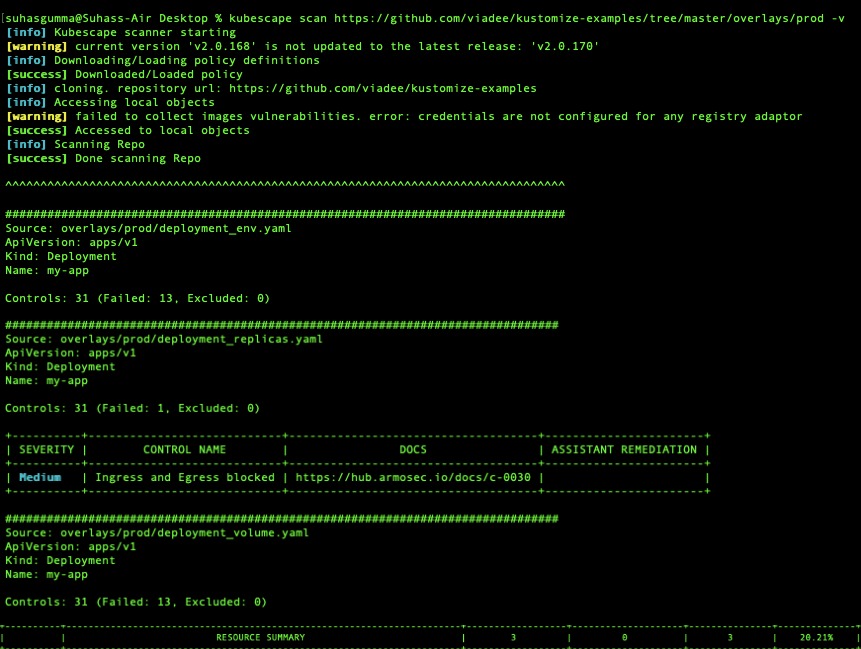 suhasgumma@Suhass-Air Desktop % kubescape scan https://github.com/viadee/kustomize-examples/tree/master/overlays/prod -v
[info] Kubescape scanner starting
[warning] current version 'v2.0.168' is not updated to the latest release: 'v2.0.170'
[info] Downloading/Loading policy definitions
[success] Downloaded/Loaded policy
[info] cloning. repository url: https://github.com/viadee/kustomize-examples
[info] Accessing local objects
[warning] failed to collect images vulnerabilities. error: credentials are not configured for any registry adaptor
[success] Accessed to local objects
[info] Scanning Repo
[success] Done scanning Repo
^^^^^^^^^^^^^^^^^^^^^^^^^^^^^^^^^^^^^^^^^^^^^^^^^^^^^^^^^^^^^^^^^^^^^^^^^^^^^^^^
################################################################################
Source: overlays/prod/deployment_env.yaml
ApiVersion: apps/v1
Kind: Deployment
Name: my-app
Controls: 31 (Failed: 13, Excluded: 0)
################################################################################
Source: overlays/prod/deployment_replicas.yaml
ApiVersion: apps/v1
Kind: Deployment
Name: my-app
Controls: 31 (Failed: 1, Excluded: 0)
| SEVERITY | CONTROL NAME | DOCS | ASSISTANT REMEDIATION |
| Medium | Ingress and Egress blocked | https://hub.armosec.io/docs/c-0030 | |
################################################################################
Source: overlays/prod/deployment_volume.yaml
ApiVersion: apps/v1
Kind: Deployment
Name: my-app
Controls: 31 (Failed: 13, Excluded: 0)
| | RESOURCE SUMMARY | 3 | 0 | 3 | 20.21% |